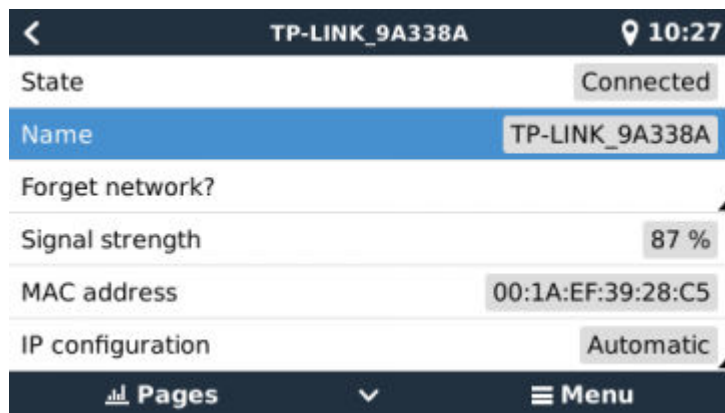 TP-LINK_9A338A 10:27
State Connected
Name TP-LINK_9A338A
Forget network?
Signal strength 87 %
MAC address 00:1A:EF:39:28:C5
IP configuration Automatic
Pages Menu